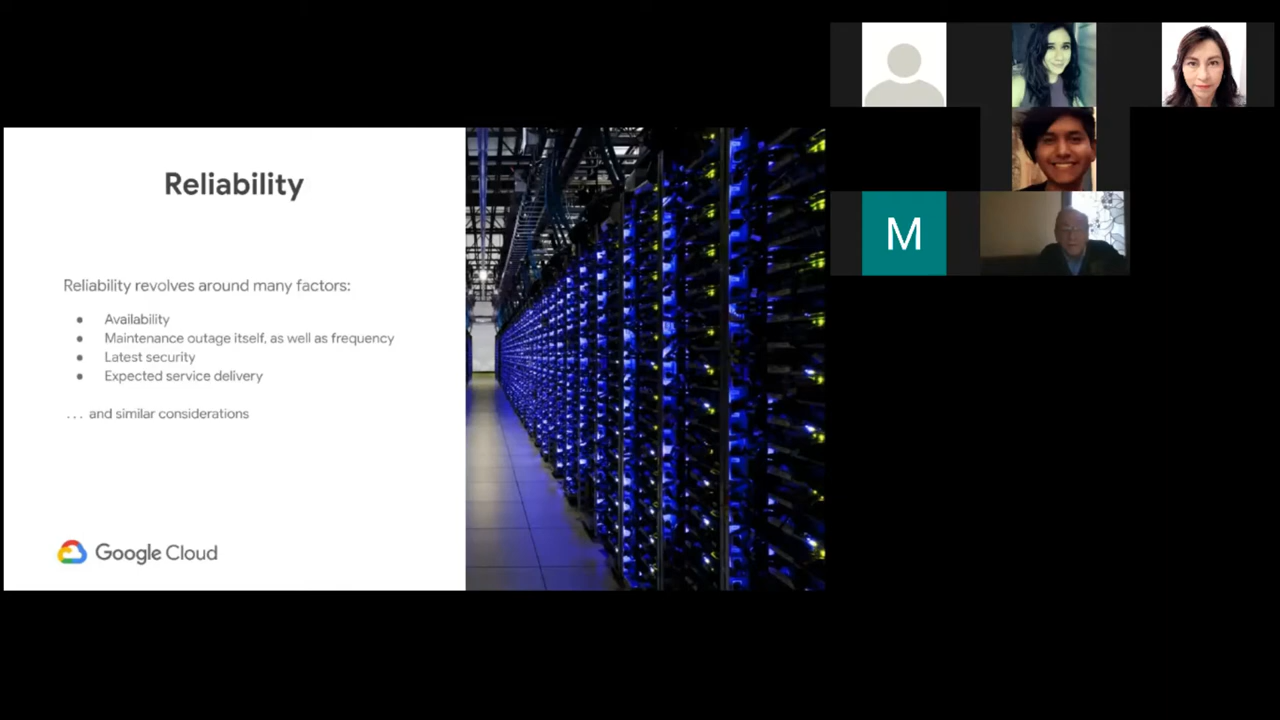 Reliability
Reliability revolves around many factors:
● Availability
● Maintenance outage itself, as well as frequency
● Latest security
● Expected service delivery
... and similar considerations
Google Cloud
M